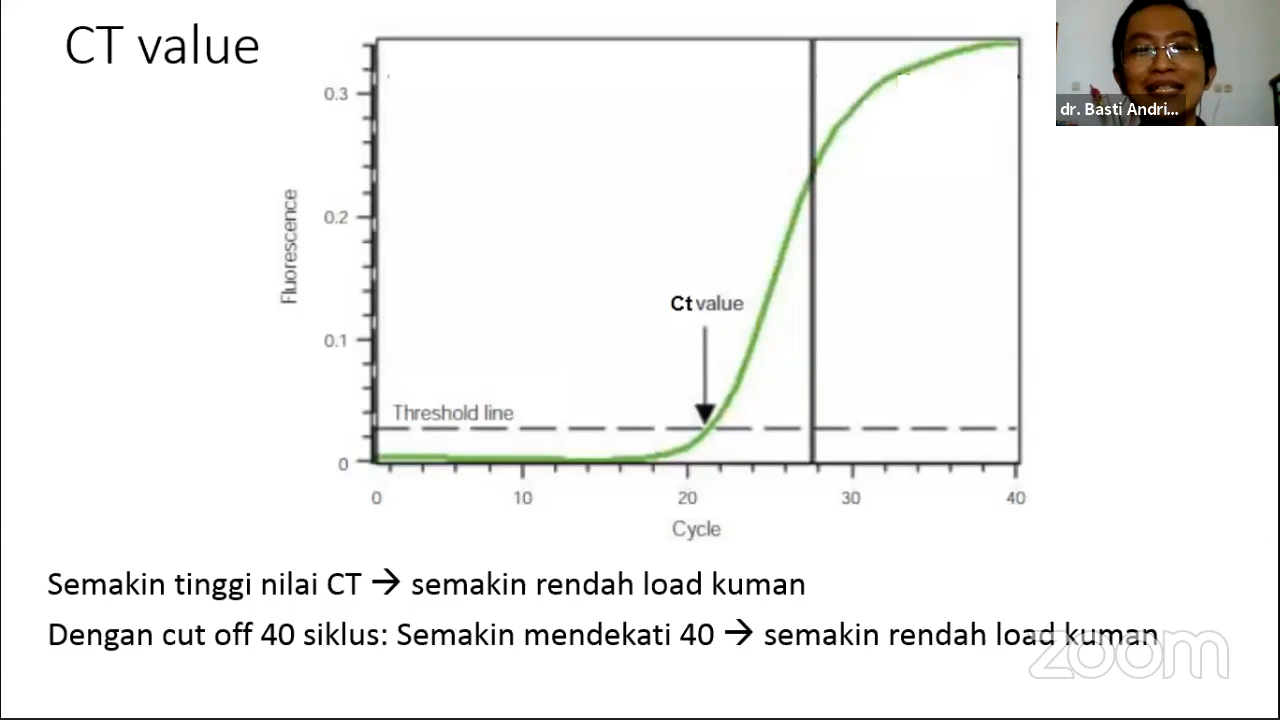 CT value
dr. Basti Andri...
0.3
0.2
0.1
0
Fluorescence
Ct value
Threshold line
0 10 20 30 40
Cycle
Semakin tinggi nilai CT → semakin rendah load kuman
Dengan cut off 40 siklus: Semakin mendekati 40 → semakin rendah load kuman
zoom